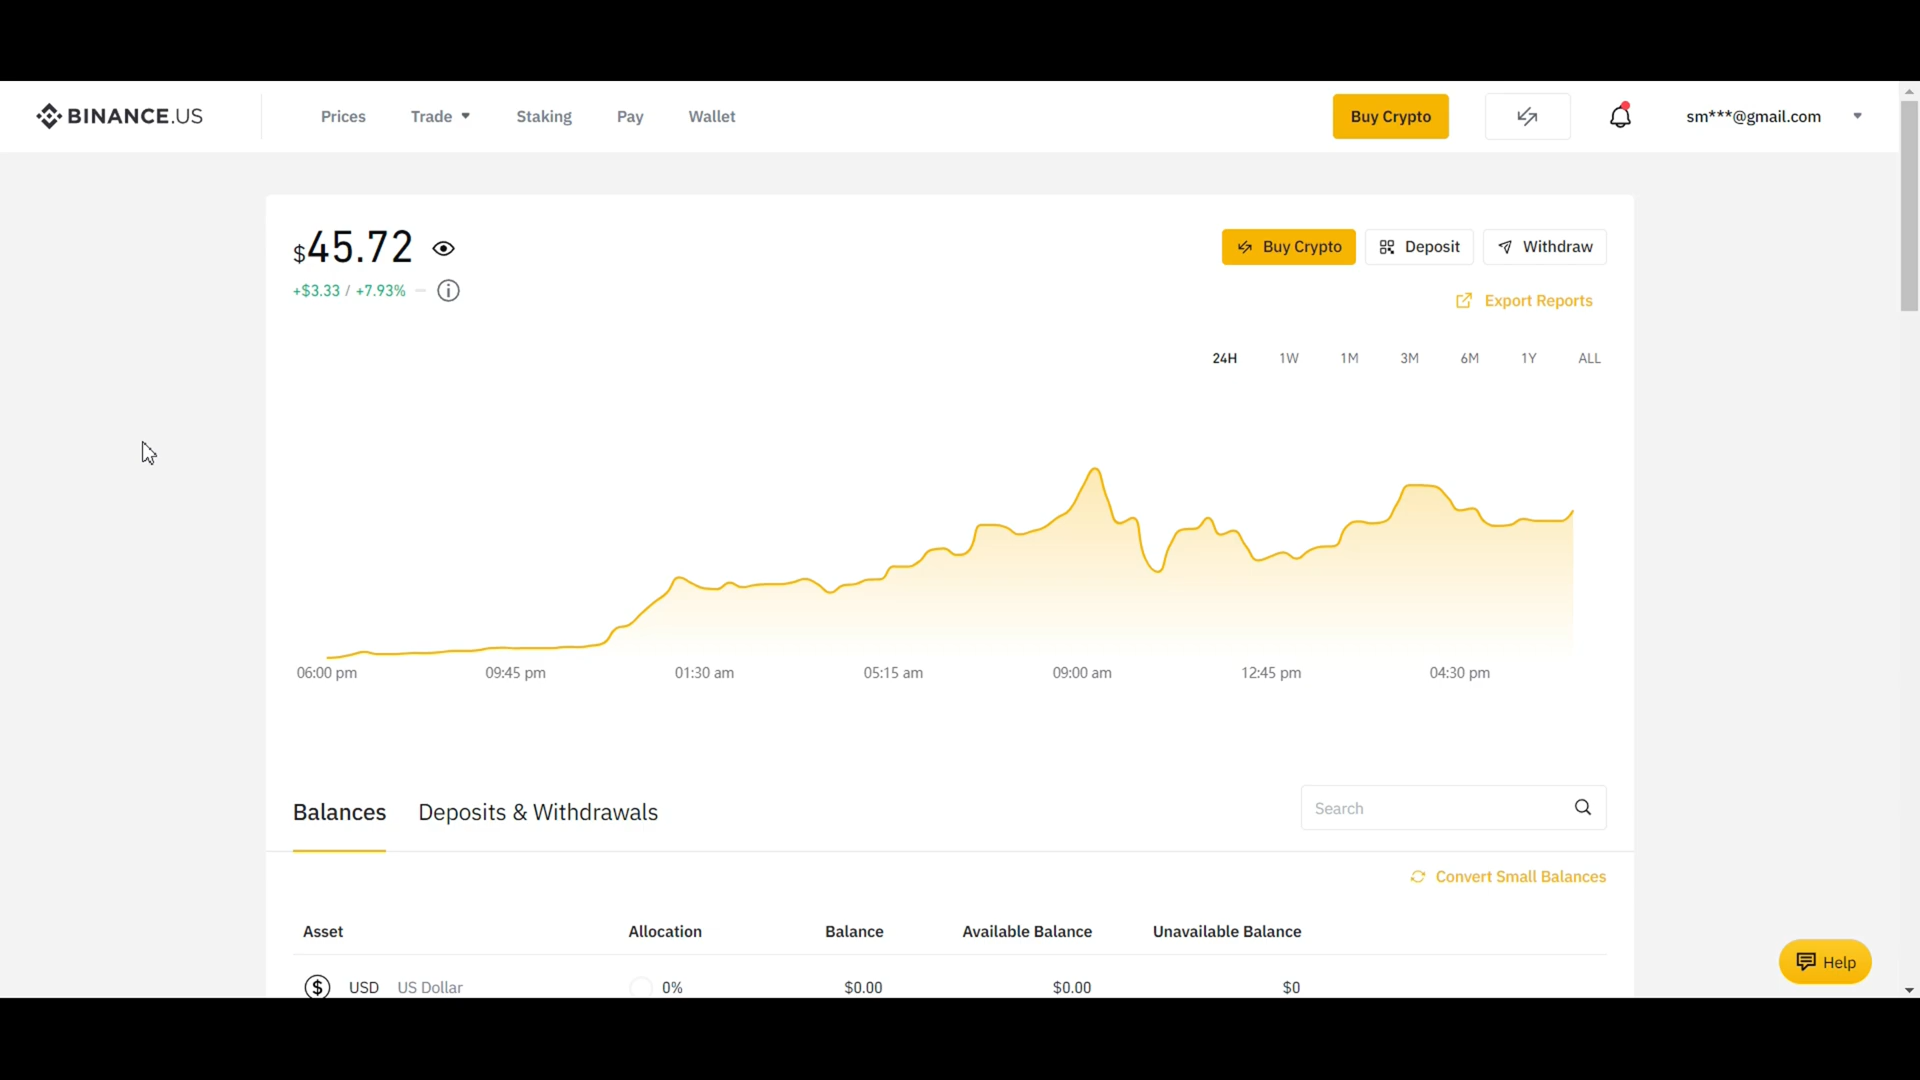 BINANCE.US
Prices Trade Staking Pay Wallet Buy Crypto sm***@gmail.com
$45.72
Buy Crypto Deposit Withdraw
+$3.33 / +7.93%
Export Reports
24H 1W 1M 3M 6M 1Y ALL
06:00 pm 09:45 pm 01:30 am 05:15 am 09:00 am 12:45 pm 04:30 pm
Balances Deposits & Withdrawals Search
Convert Small Balances
Asset Allocation Balance Available Balance Unavailable Balance
Help
$ USD US Dollar 0% $0.00 $0.00 $0